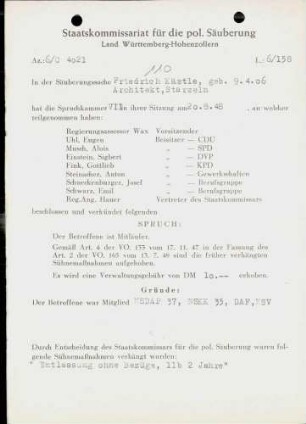 Staatskommissariat für die pol. Säuberung
Land Württemberg-Hohenzollern
Az.: 6/C 4021 L: 6/158
110
In der Säuberungssache Friedrich Kästle, geb. 9.4.06
Architekt,
hat die Spruchkammer VII in ihrer Sitzung am 20.9.48 , an welcher
teilgenommen haben:
Regierungsassessor Wax Vorsitzender
Uhl, Eugen Beisitzer — CDU
Musch, Alois „ — SPD
Einstein, Sigbert „ — DVP
Fink, Gottlieb „ — KPD
Steinacher, Anton „ — Gewerkschaften
Schneckenburger, Josef „ — Berufsgruppe
Schwarz, Emil „ — Berufsgruppe
Reg.Ang. Hauer Vertreter des Staatskommissars
beschlossen und verkündet folgenden
SPRUCH:
Der Betroffene ist Mitläufer.
Gemäß Art. 4 der VO. 133 vom 17. 11. 47 in der Fassung des
Art. 2 der VO. 165 vom 13. 7. 48 sind die früher verhängten
Sühnemaßnahmen aufgehoben.
Es wird eine Verwaltungsgebühr von DM 10.-- erhoben.
Gründe:
Der Betroffene war Mitglied NSDAP 37, NSKK 33, DAF, NSV
Durch Entscheidung des Staatskommissars für die pol. Säuberung waren fol-
gende Sühnemaßnahmen verhängt worden:
" Entlassung ohne Bezüge, IIb 2 Jahre"